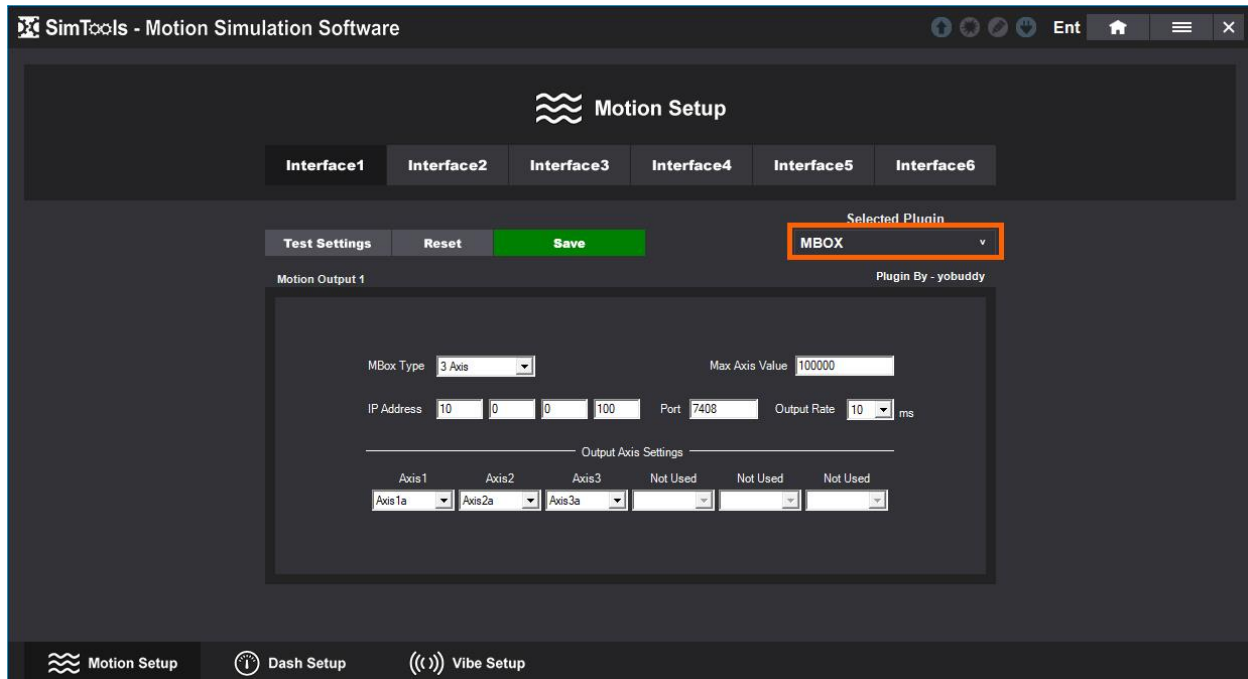 SimTools - Motion Simulation Software Ent
Motion Setup
Interface1 Interface2 Interface3 Interface4 Interface5 Interface6
Selected Plugin
Test Settings Reset Save MBOX v
Motion Output 1 Plugin By - yobuddy
MBox Type 3 Axis Max Axis Value 100000
IP Address 10 0 0 100 Port 7408 Output Rate 10 ms
Output Axis Settings
Axis1 Axis2 Axis3 Not Used Not Used Not Used
Axis1a Axis2a Axis3a
Motion Setup Dash Setup Vibe Setup